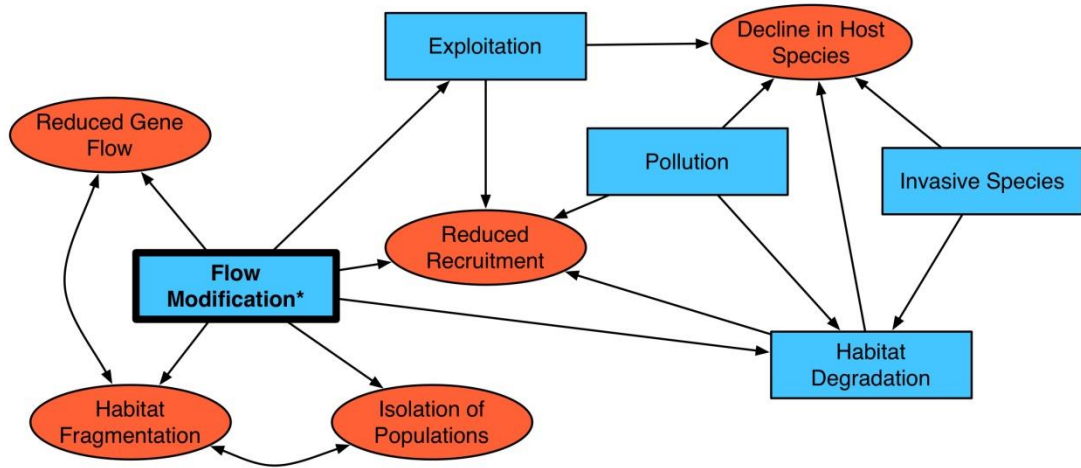 Exploitation
Decline in Host
Species
Reduced Gene
Flow
Pollution
Invasive Species
Reduced
Recruitment
Flow
Modification*
Habitat
Degradation
Habitat
Fragmentation
Isolation of
Populations